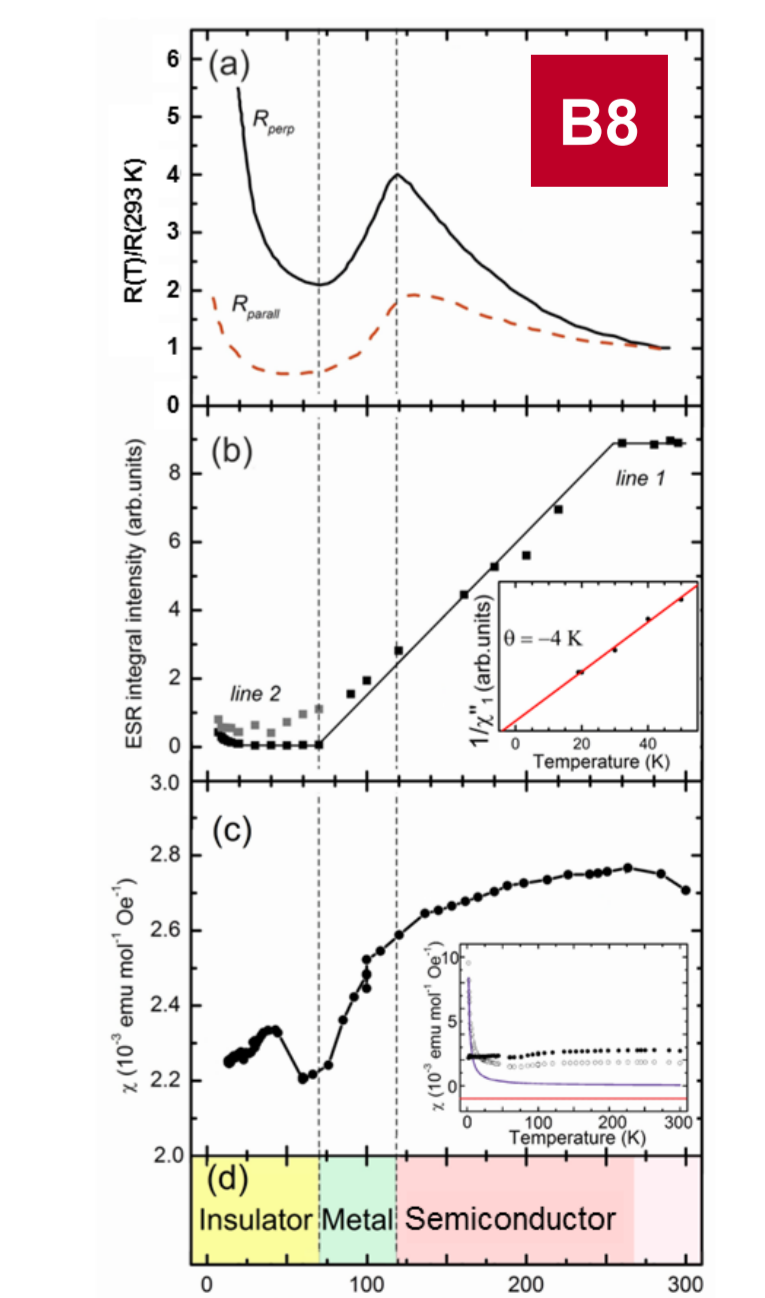 (a)
B8
R_perp
R_parall
R(T)/R(293 K)
6
5
4
3
2
1
0
(b)
line 1
line 2
ESR integral intensity (arb.units)
8
6
4
2
0
θ = −4 K
1/χ''₁ (arb.units)
0 20 40
Temperature (K)
(c)
χ (10⁻³ emu mol⁻¹ Oe⁻¹)
3.0
2.8
2.6
2.4
2.2
2.0
χ (10⁻³ emu mol⁻¹ Oe⁻¹)
10
5
0
0 100 200 300
Temperature (K)
(d)
Insulator Metal Semiconductor
0 100 200 300